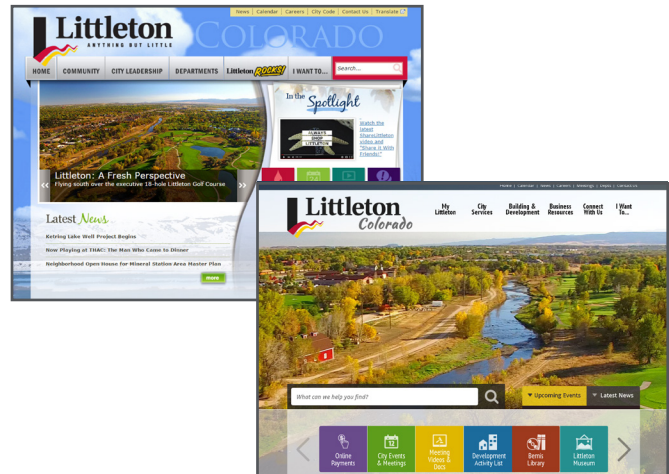 News | Calendar | Careers | City Code | Contact Us | Translate
Littleton
ANYTHING BUT LITTLE
COLORADO
HOME COMMUNITY CITY LEADERSHIP DEPARTMENTS Littleton ROCKS! I WANT TO... Search...
In the
Spotlight
ALWAYS
SHOP
LITTLETON
Watch the
latest
ShareLittleton
video and
"Share It With
Friends!"
Littleton: A Fresh Perspective
Flying south over the executive 18-hole Littleton Golf Course
Latest News
Ketring Lake Well Project Begins
Now Playing at THAC: The Man Who Came to Dinner
Neighborhood Open House for Mineral Station Area Master Plan
more
Home | Calendar | News | Careers | Meetings | Maps | Contact Us
Littleton
Colorado
My Littleton
City Services
Building & Development
Business Resources
Connect With Us
I Want To...
What can we help you find?
Upcoming Events
Latest News
Online Payments
12
City Events & Meetings
Meeting Videos & Docs
Development Activity List
Bemis Library
Littleton Museum